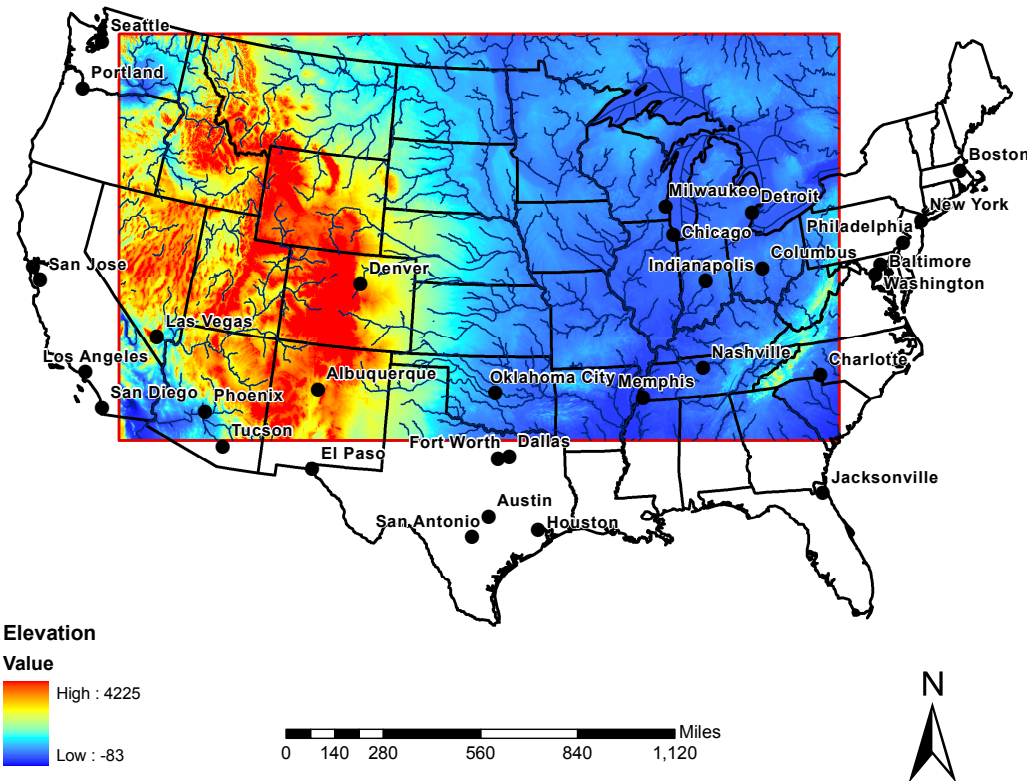 Seattle
Portland
Boston
Milwaukee
Detroit
New York
Chicago
Philadelphia
Columbus
San Jose
Denver
Indianapolis
Baltimore
Washington
Las Vegas
Los Angeles
Nashville
Charlotte
Albuquerque
Oklahoma City
Memphis
San Diego
Phoenix
Tucson
Fort Worth
Dallas
El Paso
Jacksonville
Austin
San Antonio
Houston
Elevation
Value
High : 4225
Low : -83
Miles
0 140 280 560 840 1,120
N